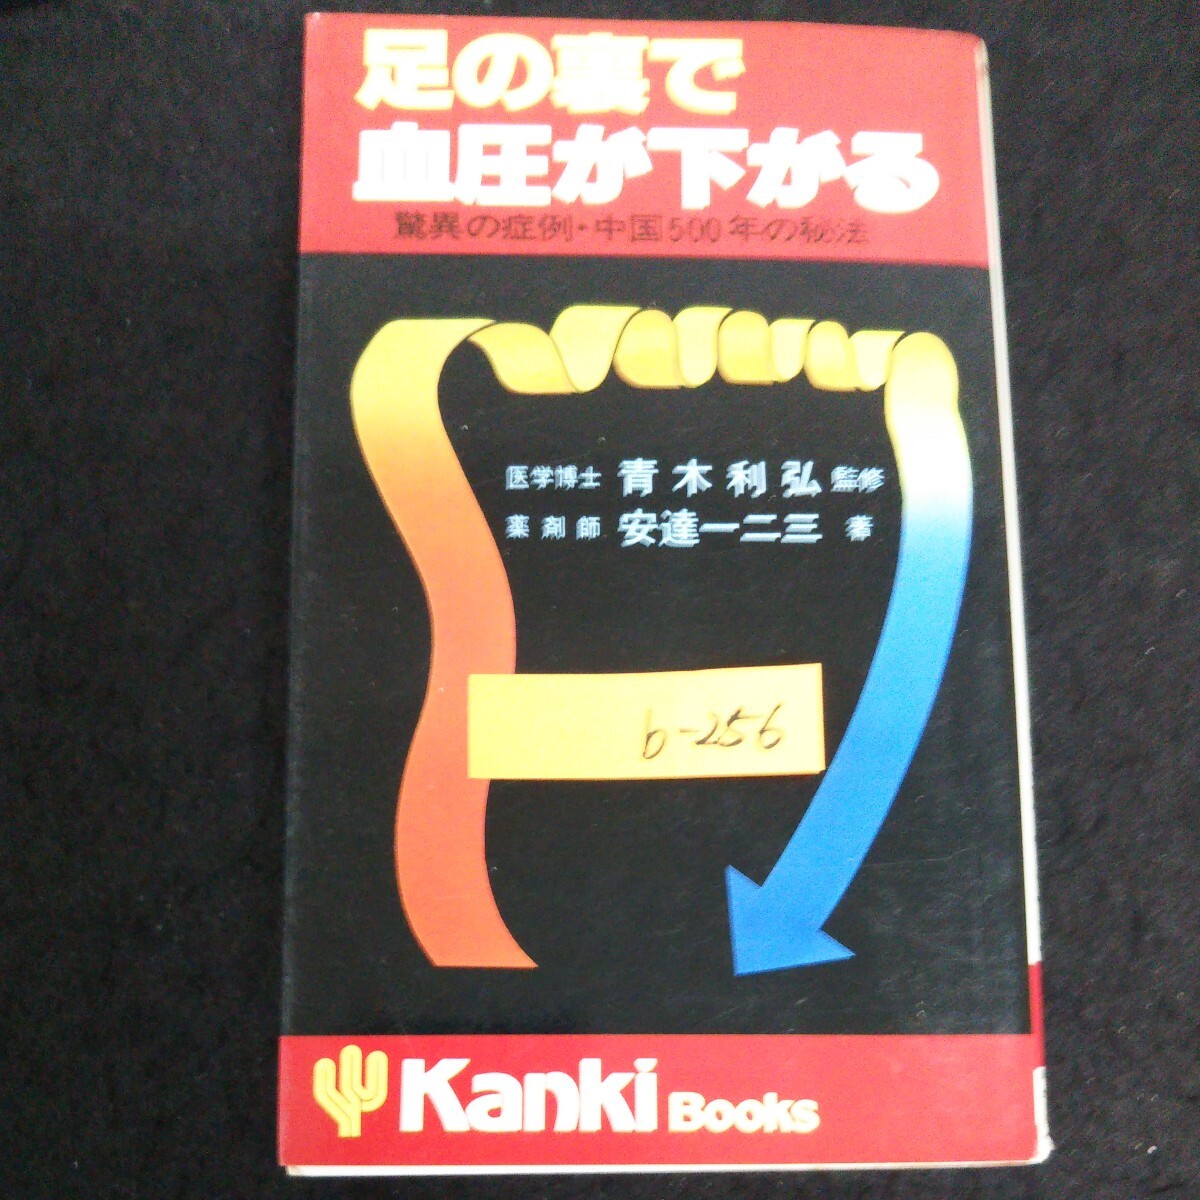 足の裏で
血圧が下がる
驚異の症例・中国500年の秘法
医学博士 青木利弘 監修
薬剤師 安達一二三 著
b-256
Kanki Books